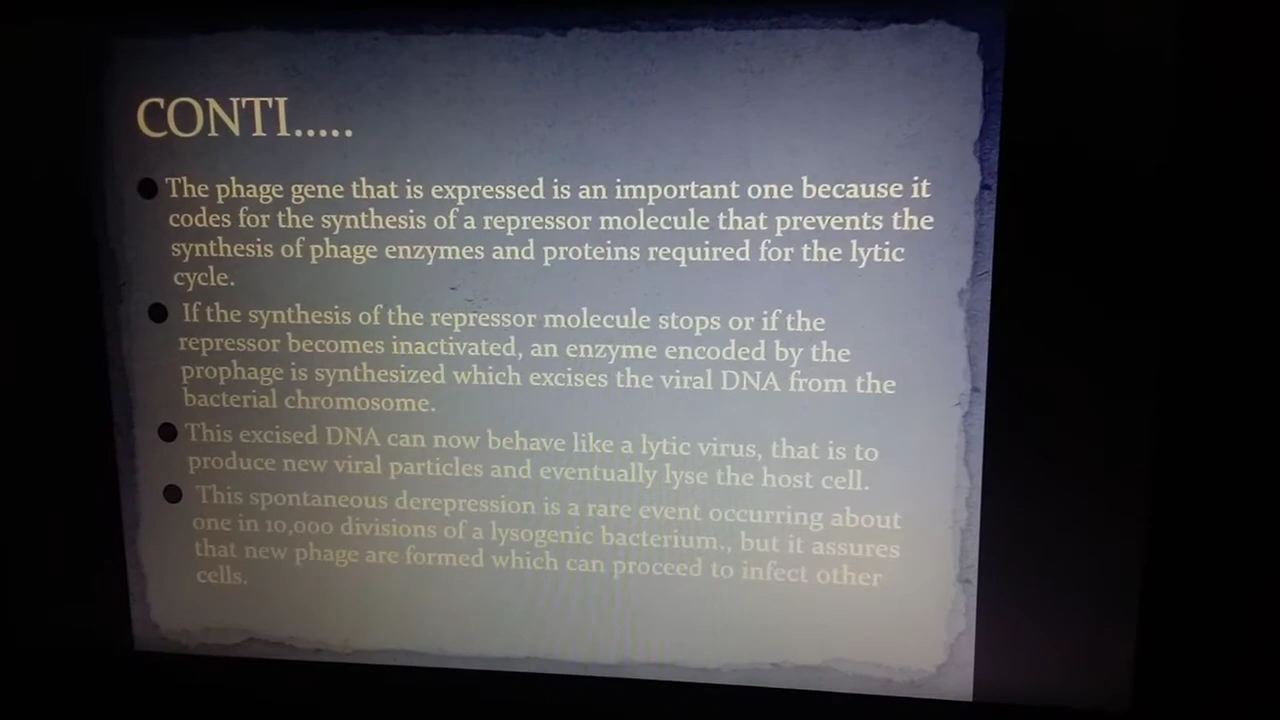 CONTI.....
The phage gene that is expressed is an important one because it
codes for the synthesis of a repressor molecule that prevents the
synthesis of phage enzymes and proteins required for the lytic
cycle.
If the synthesis of the repressor molecule stops or if the
repressor becomes inactivated, an enzyme encoded by the
prophage is synthesized which excises the viral DNA from the
bacterial chromosome.
This excised DNA can now behave like a lytic virus, that is to
produce new viral particles and eventually lyse the host cell.
This spontaneous derepression is a rare event occurring about
one in 10,000 divisions of a lysogenic bacterium., but it assures
that new phage are formed which can proceed to infect other
cells.